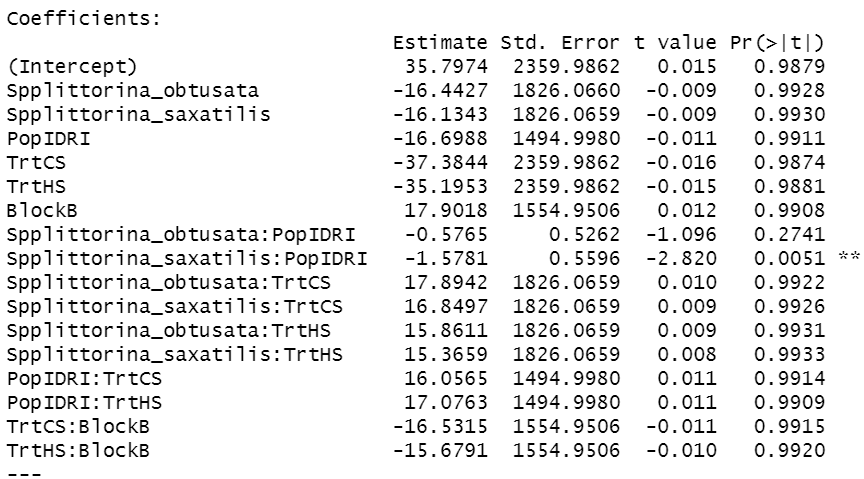 Coefficients:
Estimate Std. Error t value Pr(>|t|)
(Intercept) 35.7974 2359.9862 0.015 0.9879
Spplittorina_obtusata -16.4427 1826.0660 -0.009 0.9928
Spplittorina_saxatilis -16.1343 1826.0659 -0.009 0.9930
PopIDRI -16.6988 1494.9980 -0.011 0.9911
TrtCS -37.3844 2359.9862 -0.016 0.9874
TrtHS -35.1953 2359.9862 -0.015 0.9881
BlockB 17.9018 1554.9506 0.012 0.9908
Spplittorina_obtusata:PopIDRI -0.5765 0.5262 -1.096 0.2741
Spplittorina_saxatilis:PopIDRI -1.5781 0.5596 -2.820 0.0051 **
Spplittorina_obtusata:TrtCS 17.8942 1826.0659 0.010 0.9922
Spplittorina_saxatilis:TrtCS 16.8497 1826.0659 0.009 0.9926
Spplittorina_obtusata:TrtHS 15.8611 1826.0659 0.009 0.9931
Spplittorina_saxatilis:TrtHS 15.3659 1826.0659 0.008 0.9933
PopIDRI:TrtCS 16.0565 1494.9980 0.011 0.9914
PopIDRI:TrtHS 17.0763 1494.9980 0.011 0.9909
TrtCS:BlockB -16.5315 1554.9506 -0.011 0.9915
TrtHS:BlockB -15.6791 1554.9506 -0.010 0.9920
---